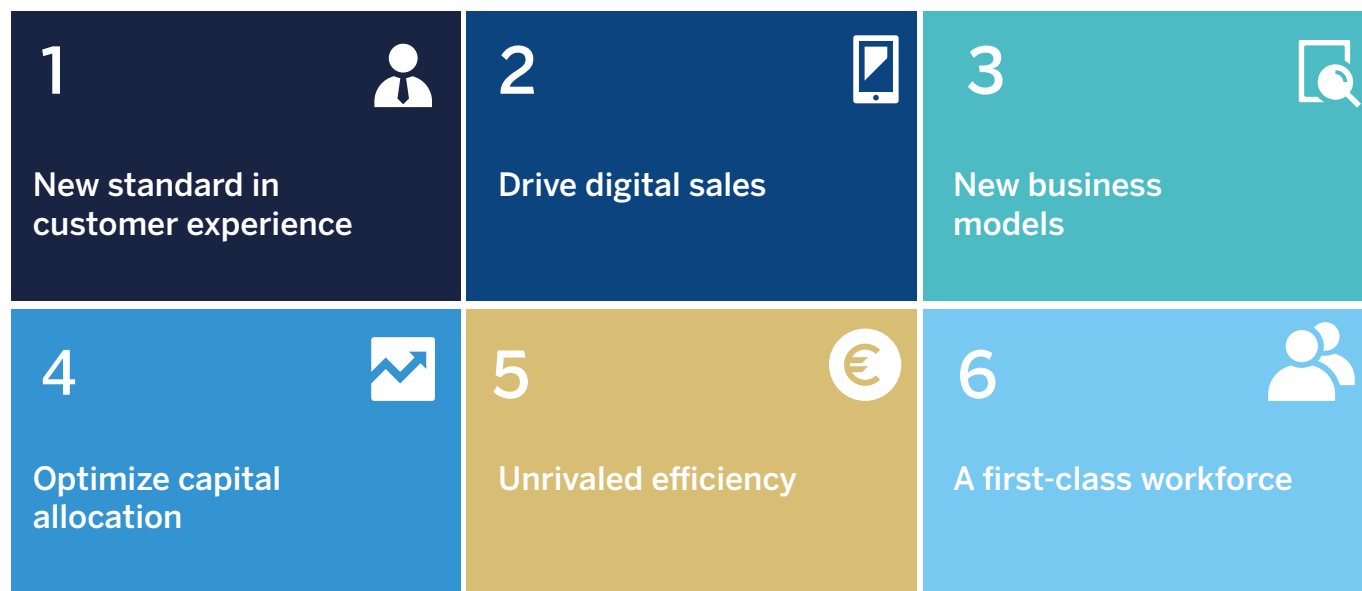 1
New standard in
customer experience
2
Drive digital sales
3
New business
models
4
Optimize capital
allocation
5
€
Unrivaled efficiency
6
A first-class workforce